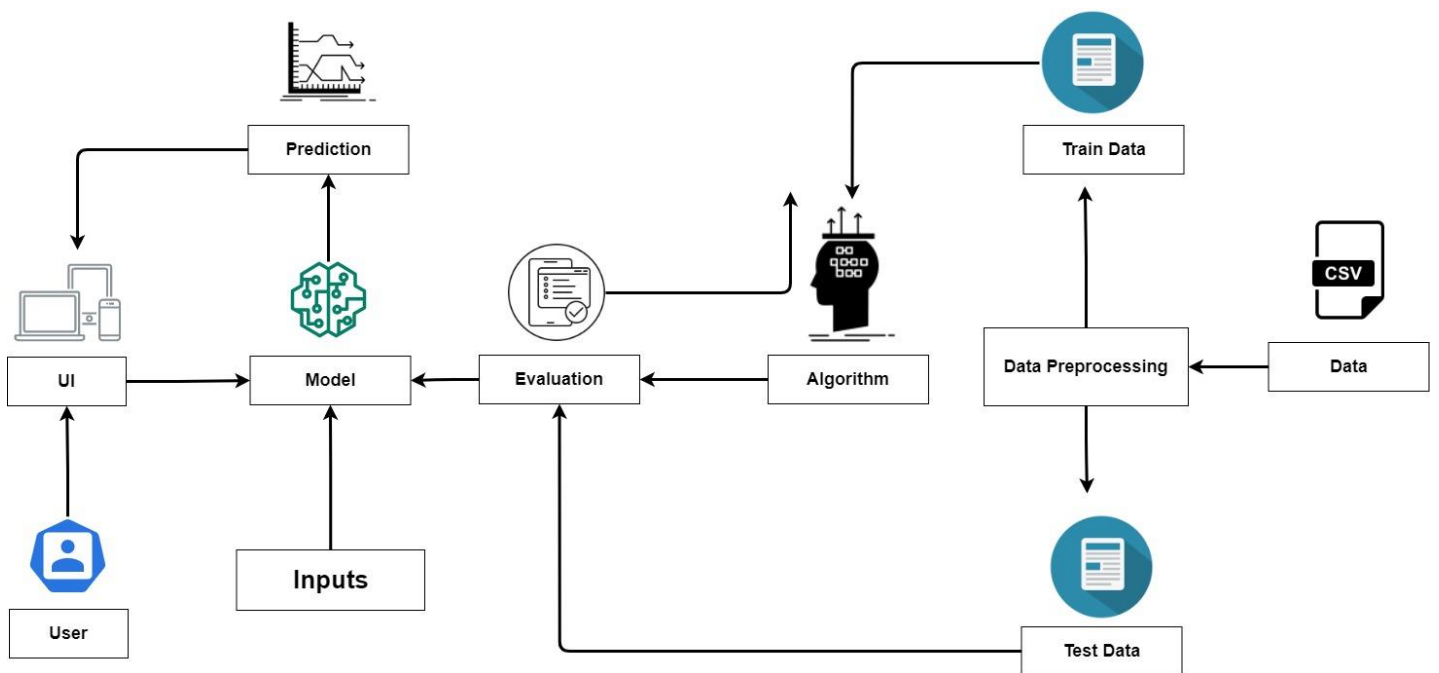 Prediction
Train Data
CSV
UI
Model
Evaluation
Algorithm
Data Preprocessing
Data
Inputs
User
Test Data